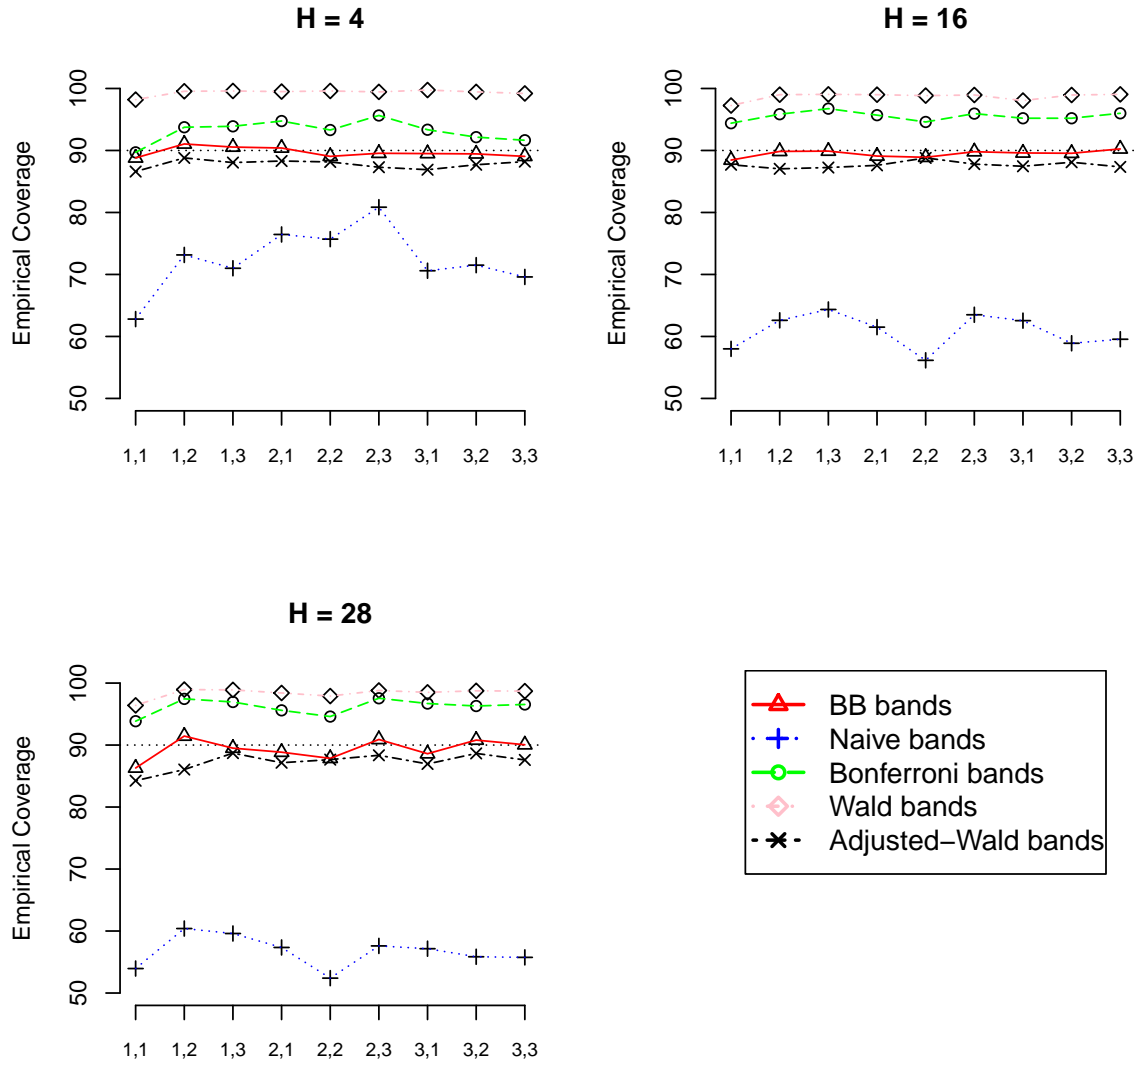 H = 4
Empirical Coverage
100
90
80
70
60
50
1,1 1,2 1,3 2,1 2,2 2,3 3,1 3,2 3,3
H = 16
Empirical Coverage
100
90
80
70
60
50
1,1 1,2 1,3 2,1 2,2 2,3 3,1 3,2 3,3
H = 28
Empirical Coverage
100
90
80
70
60
50
1,1 1,2 1,3 2,1 2,2 2,3 3,1 3,2 3,3
BB bands
Naive bands
Bonferroni bands
Wald bands
Adjusted−Wald bands